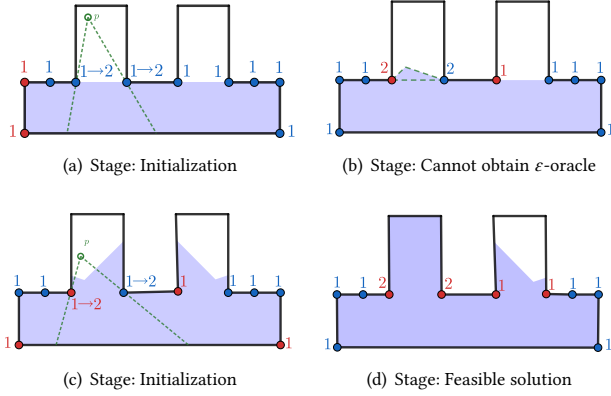 p
1 1 1→2 1→2 1 1 1 1
1 1
(a) Stage: Initialization
1 1 2 2 1 1 1 1
1 1
(b) Stage: Cannot obtain ε-oracle
p
1 1 1→2 1 1 1 1
1→2
1 1
(c) Stage: Initialization
1 1 2 2 1 1 1 1
1 1
(d) Stage: Feasible solution